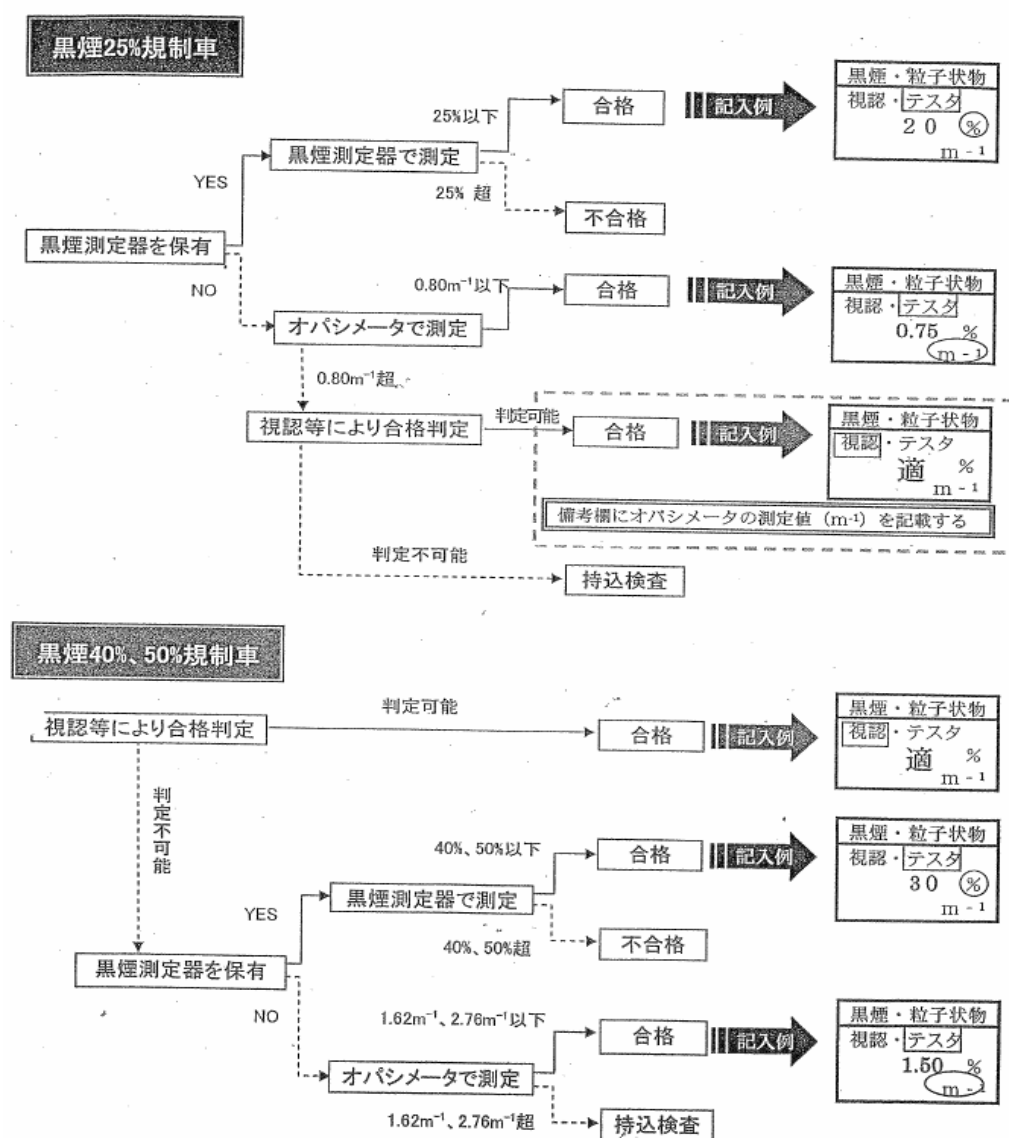 黒煙25%規制車
黒煙・粒子状物
視認・テスタ
20 %
m-1
25%以下
合格
記入例
黒煙測定器で測定
YES
25% 超
不合格
黒煙測定器を保有
NO
0.80m-1以下
合格
記入例
黒煙・粒子状物
視認・テスタ
0.75 %
m-1
オパシメータで測定
0.80m-1超
視認等により合格判定
判定可能
合格
記入例
黒煙・粒子状物
視認・テスタ
適 %
m-1
備考欄にオパシメータの測定値（m-1）を記載する
判定不可能
持込検査
黒煙40%、50%規制車
視認等により合格判定
判定可能
合格
記入例
黒煙・粒子状物
視認・テスタ
適 %
m-1
判定不可能
40%、50%以下
合格
記入例
黒煙・粒子状物
視認・テスタ
30 %
m-1
黒煙測定器で測定
YES
40%、50%超
不合格
黒煙測定器を保有
NO
1.62m-1、2.76m-1以下
合格
記入例
黒煙・粒子状物
視認・テスタ
1.50 %
m-1
オパシメータで測定
1.62m-1、2.76m-1超
持込検査